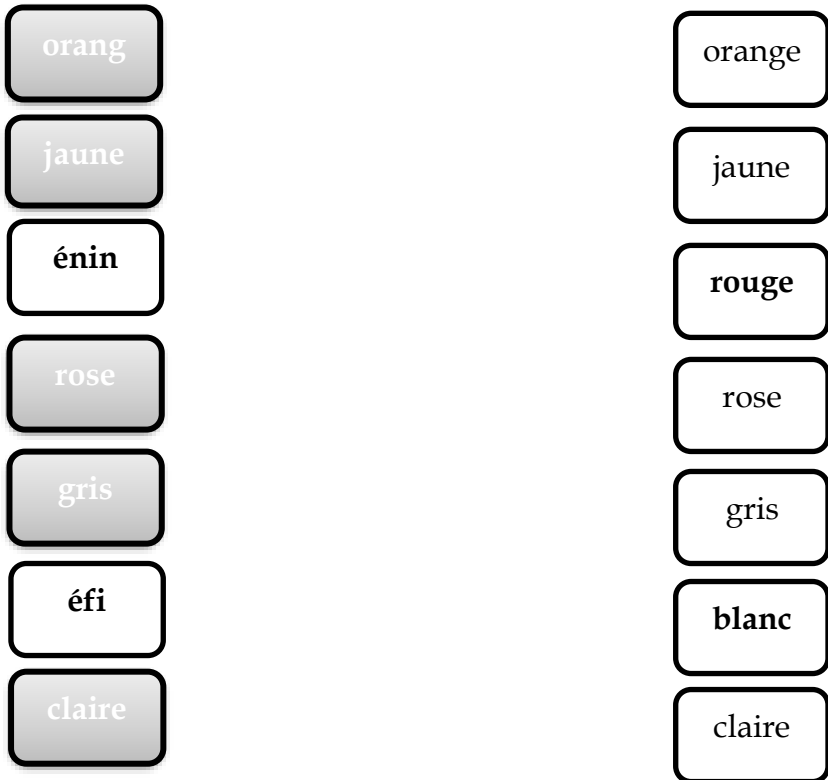 orang
orange
jaune
jaune
énin
rouge
rose
rose
gris
gris
éfi
blanc
claire
claire